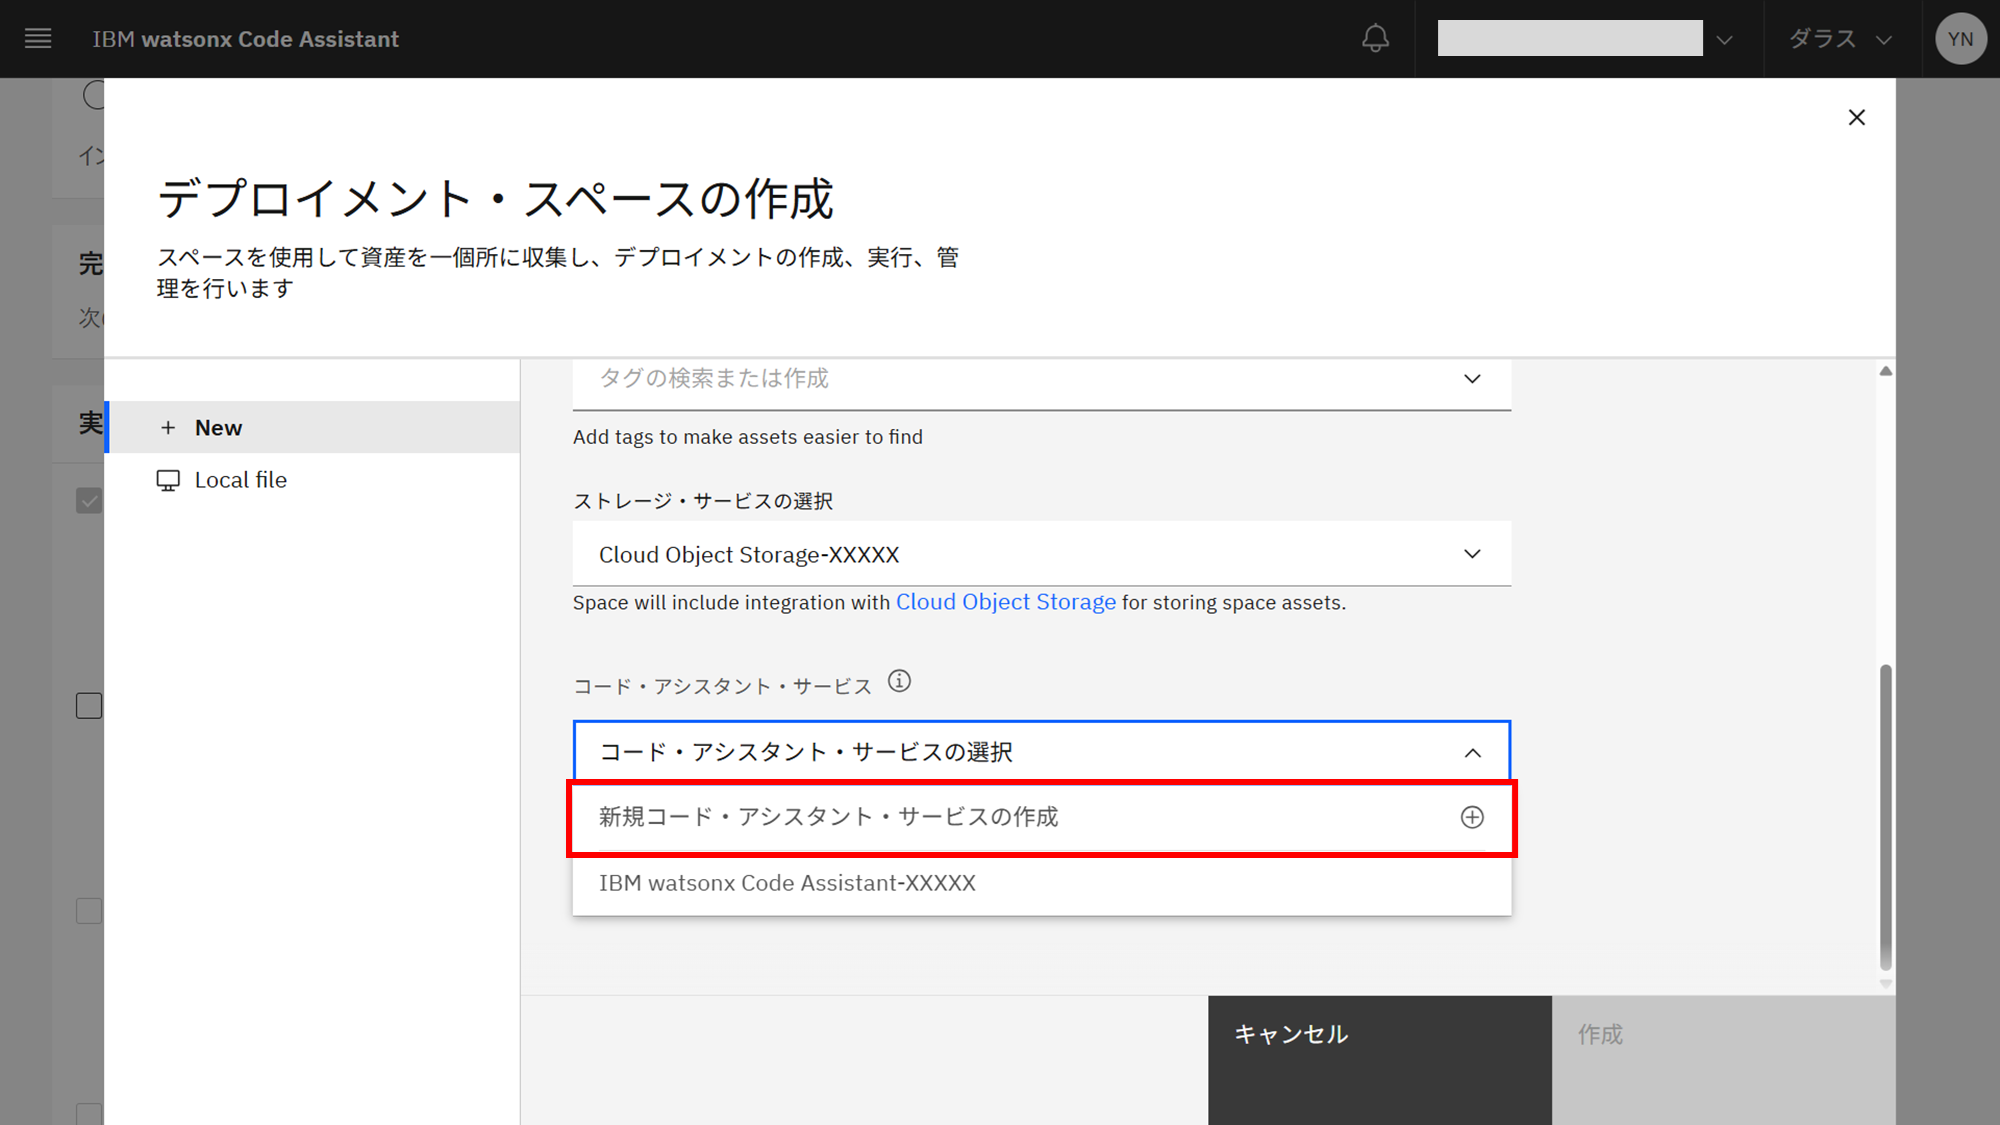 IBM watsonx Code Assistant
ダラス
YN
イン
デプロイメント・スペースの作成
スペースを使用して資産を一個所に収集し、デプロイメントの作成、実行、管
理を行います
完
次
実
New
Local file
タグの検索または作成
Add tags to make assets easier to find
ストレージ・サービスの選択
Cloud Object Storage-XXXXX
Space will include integration with Cloud Object Storage for storing space assets.
コード・アシスタント・サービス
コード・アシスタント・サービスの選択
新規コード・アシスタント・サービスの作成
IBM watsonx Code Assistant-XXXXX
キャンセル
作成